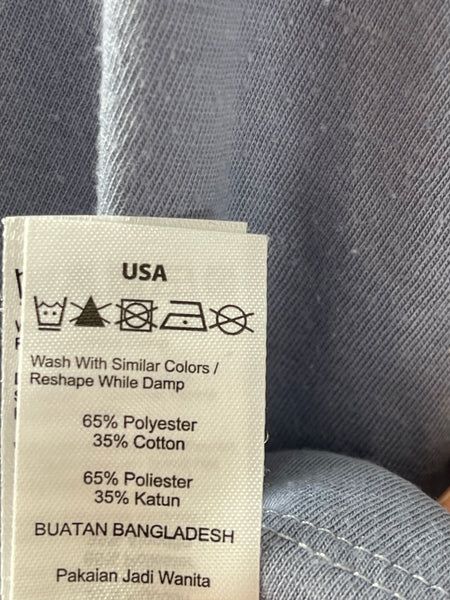 USA
Wash With Similar Colors /
Reshape While Damp
65% Polyester
35% Cotton
65% Poliester
35% Katun
BUATAN BANGLADESH
Pakaian Jadi Wanita